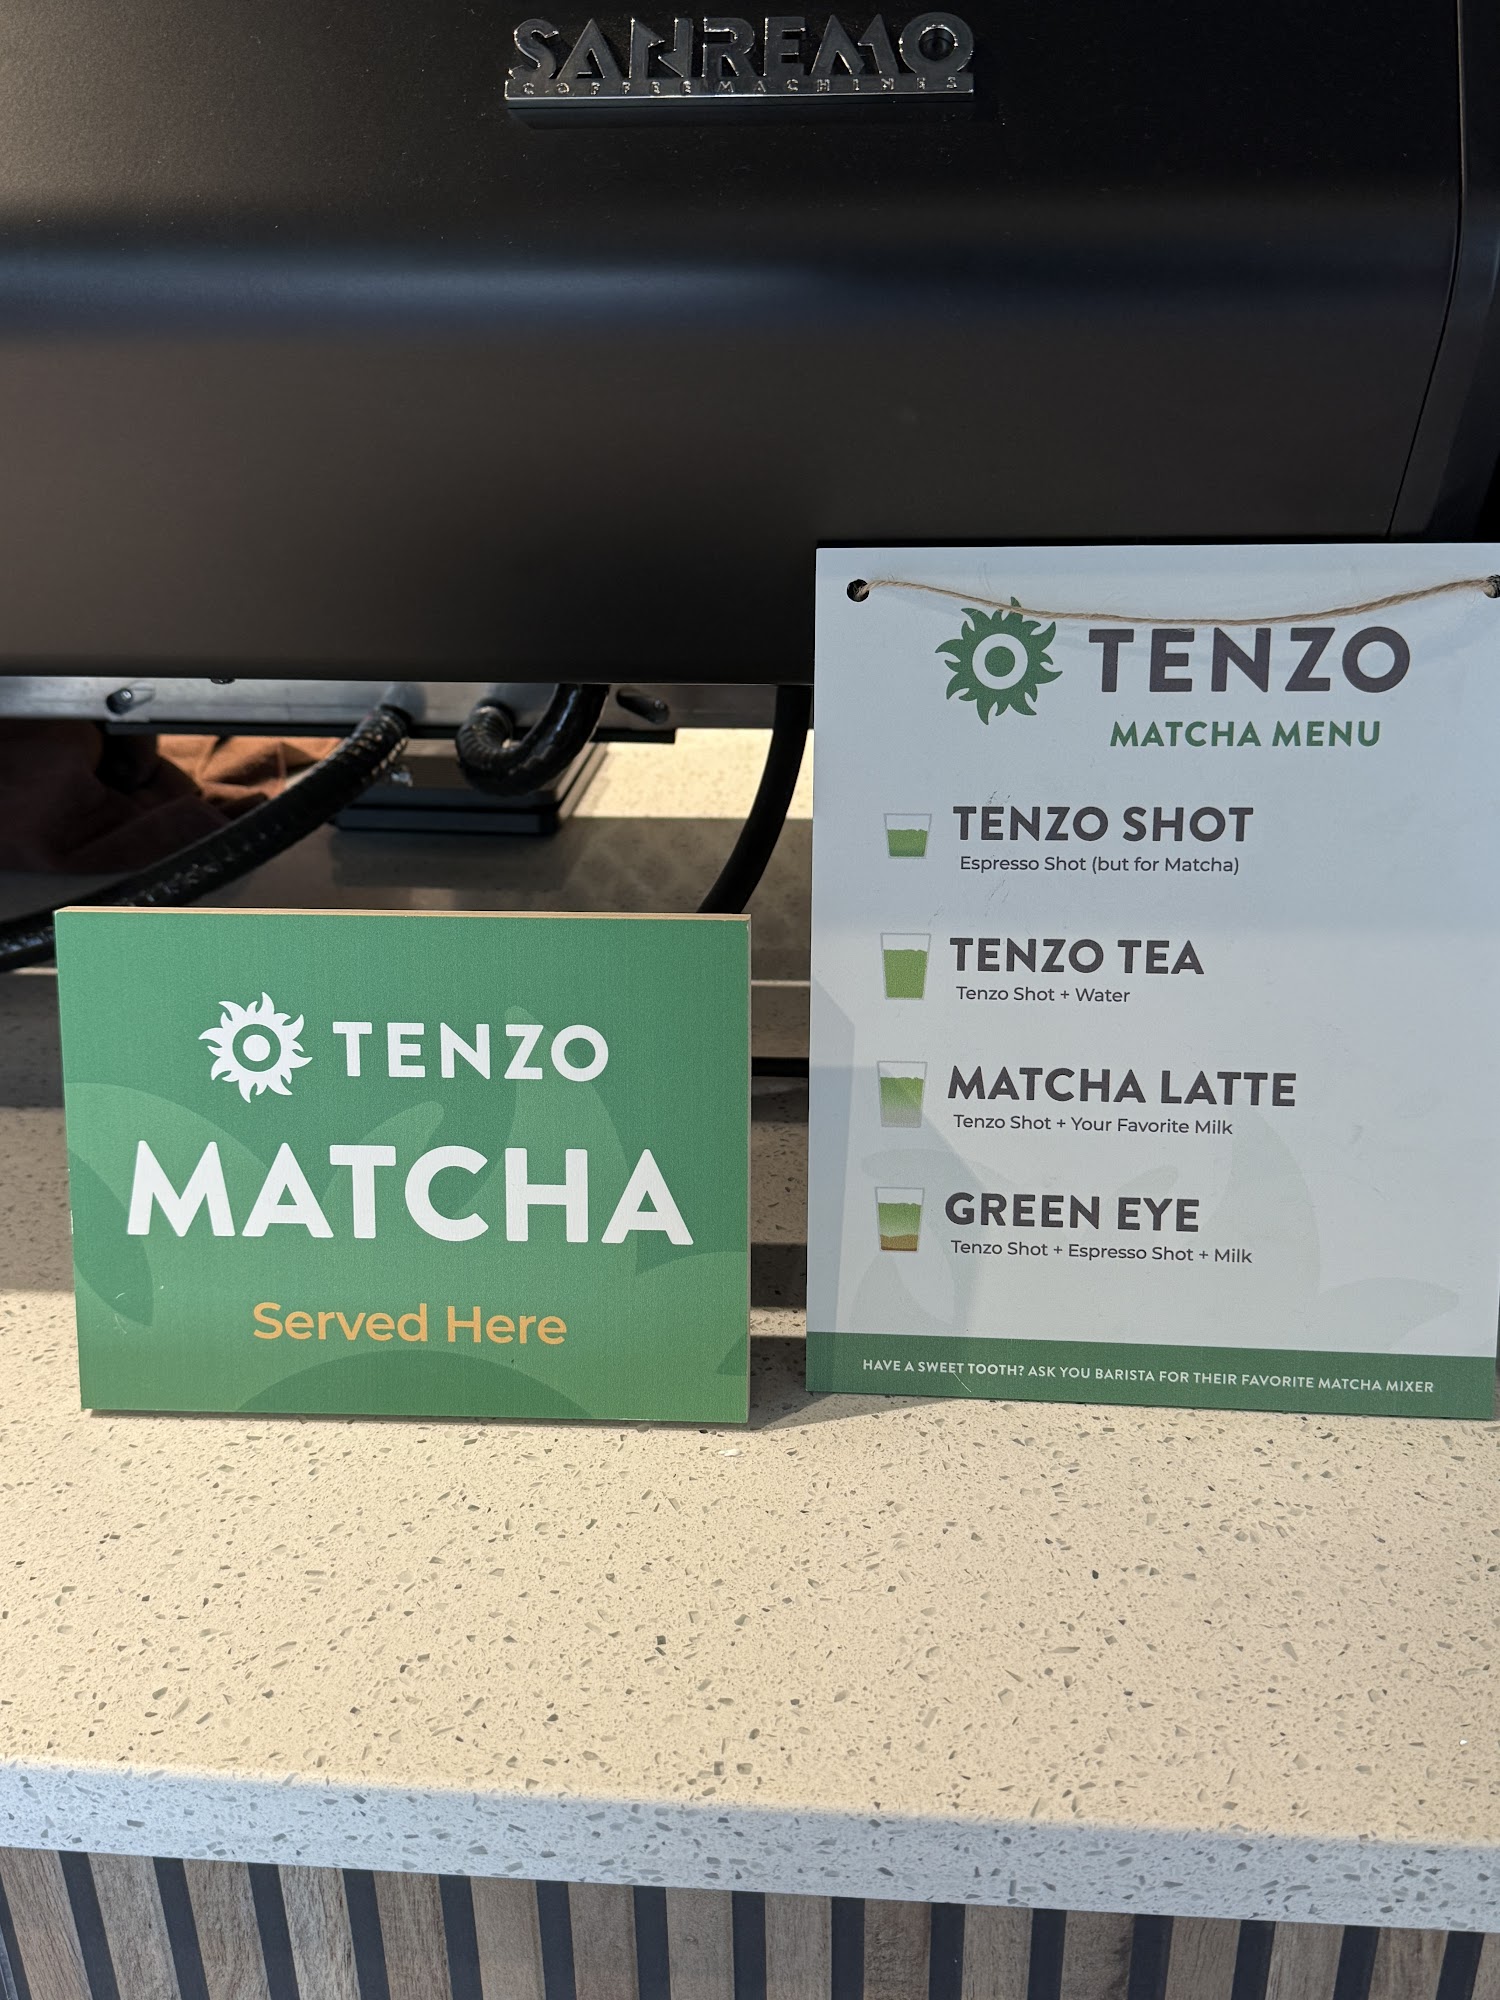 SANREMO
COFFEE MACHINES
TENZO
MATCHA
Served Here
TENZO
MATCHA MENU
TENZO SHOT
Espresso Shot (but for Matcha)
TENZO TEA
Tenzo Shot + Water
MATCHA LATTE
Tenzo Shot + Your Favorite Milk
GREEN EYE
Tenzo Shot + Espresso Shot + Milk
HAVE A SWEET TOOTH? ASK YOU BARISTA FOR THEIR FAVORITE MATCHA MIXER